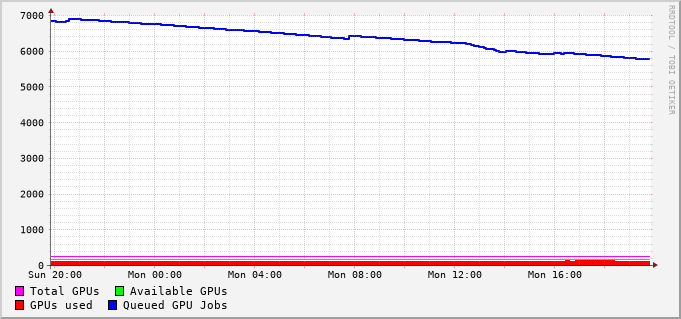 RRDTOOL / TOBI OETIKER
7000
6000
5000
4000
3000
2000
1000
0
Sun 20:00 Mon 00:00 Mon 04:00 Mon 08:00 Mon 12:00 Mon 16:00
Total GPUs Available GPUs
GPUs used Queued GPU Jobs